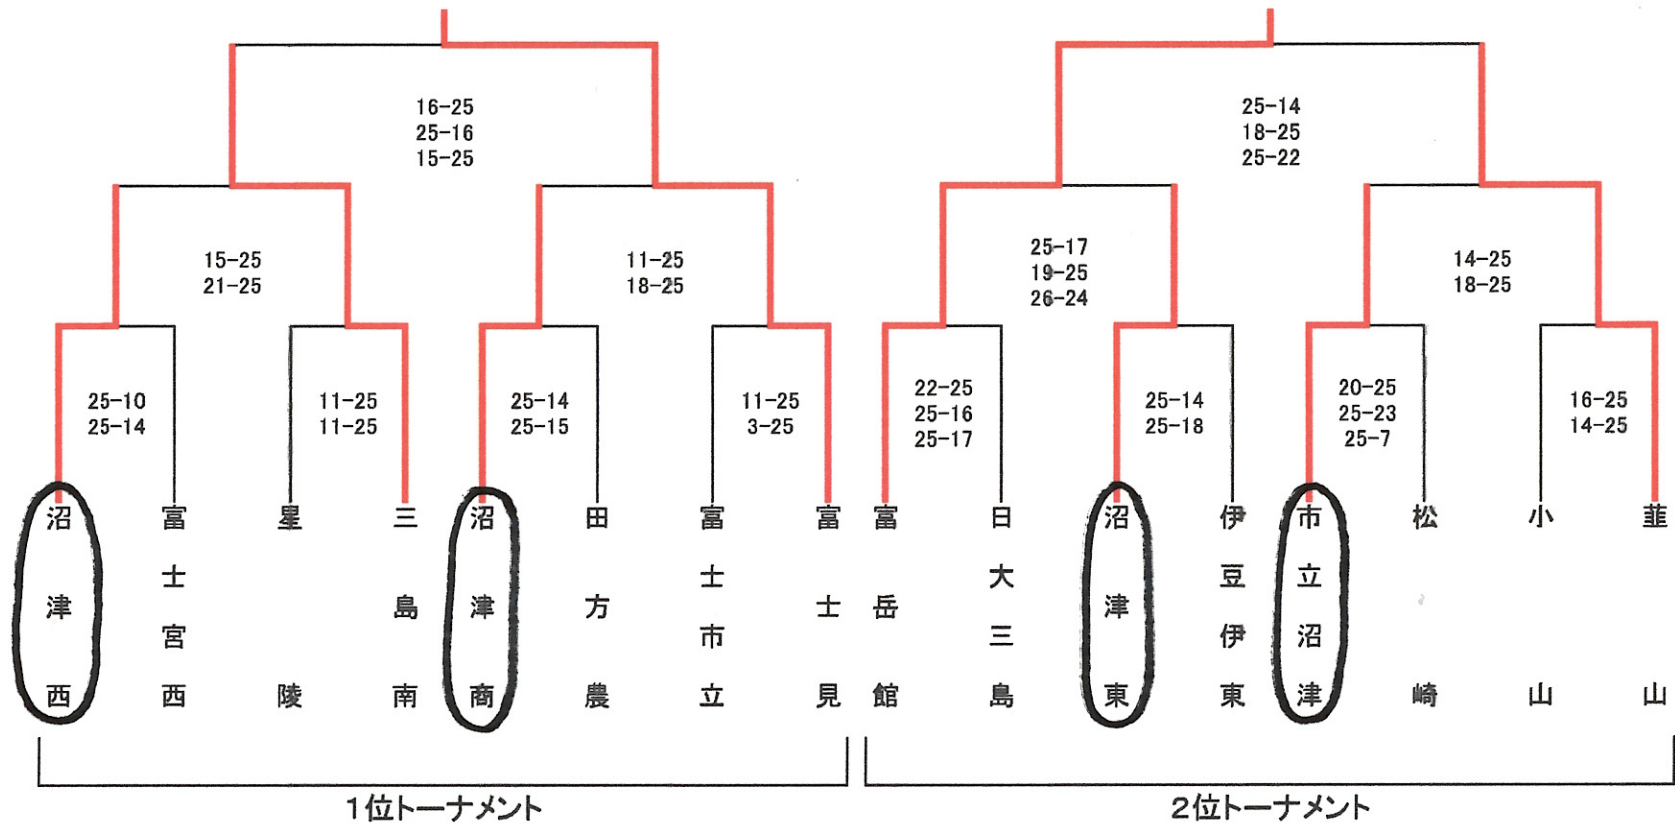 16-25
25-16
15-25
25-14
18-25
25-22
15-25
21-25
11-25
18-25
25-17
19-25
26-24
14-25
18-25
25-10
25-14
11-25
11-25
25-14
25-15
11-25
3-25
22-25
25-16
25-17
25-14
25-18
20-25
25-23
25-7
16-25
14-25
沼津西
富士宮西
星陵
三島南
沼津商
田方農
富士市立
富士見
富岳館
日大三島
沼津東
伊豆伊東
市立沼津
松崎
小山
韮山
1位トーナメント
2位トーナメント